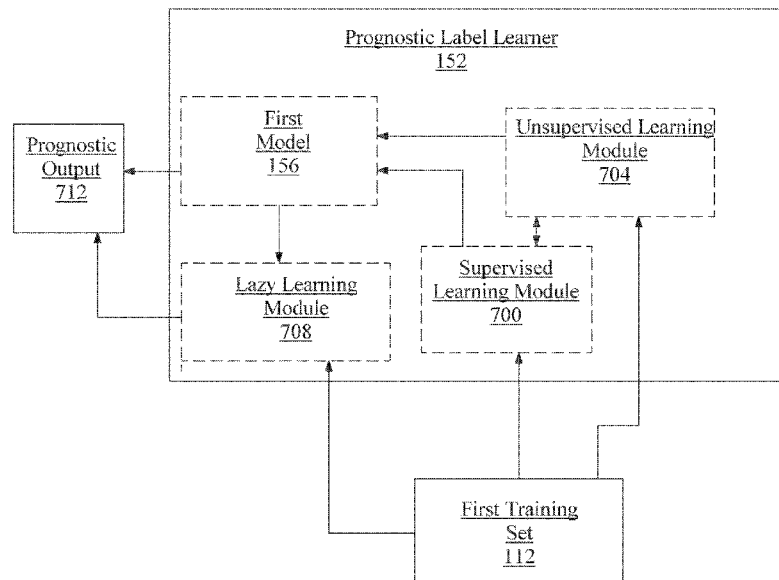 Prognostic Label Learner
152
First
Model
156
Unsupervised Learning
Module
704
Prognostic
Output
712
Lazy Learning
Module
708
Supervised
Learning Module
700
First Training
Set
112